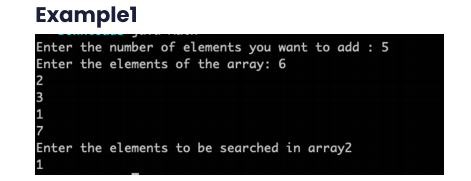 Example1
Enter the number of elements you want to add : 5
Enter the elements of the array: 6
2
3
1
7
Enter the elements to be searched in array2
1